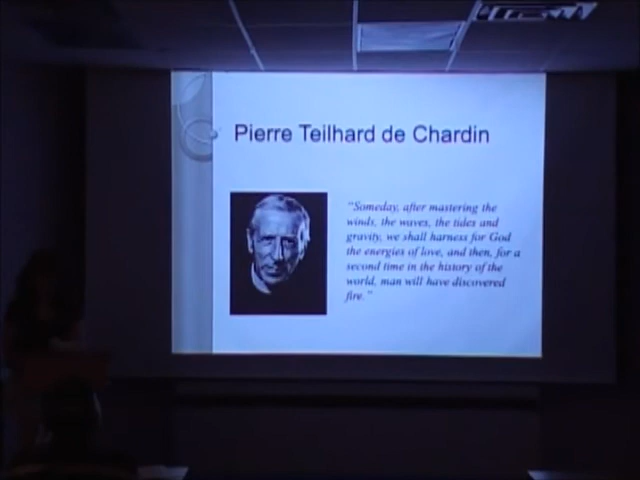 Pierre Teilhard de Chardin
"Someday, after mastering the
winds, the waves, the tides and
gravity, we shall harness for God
the energies of love, and then, for a
second time in the history of the
world, man will have discovered
fire."